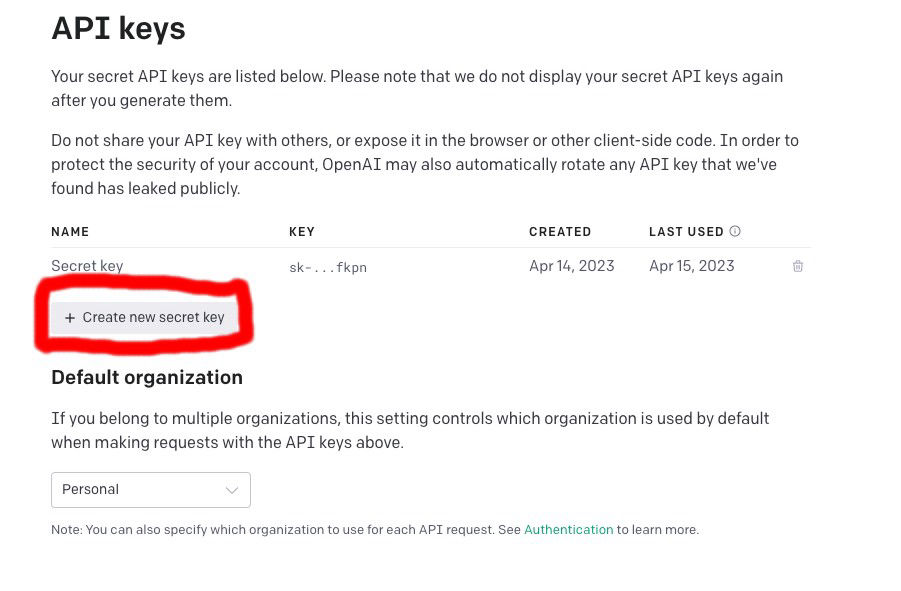 API keys
Your secret API keys are listed below. Please note that we do not display your secret API keys again
after you generate them.
Do not share your API key with others, or expose it in the browser or other client-side code. In order to
protect the security of your account, OpenAI may also automatically rotate any API key that we've
found has leaked publicly.
NAME KEY CREATED LAST USED
Secret key sk-...fkpn Apr 14, 2023 Apr 15, 2023
+ Create new secret key
Default organization
If you belong to multiple organizations, this setting controls which organization is used by default
when making requests with the API keys above.
Personal
Note: You can also specify which organization to use for each API request. See Authentication to learn more.